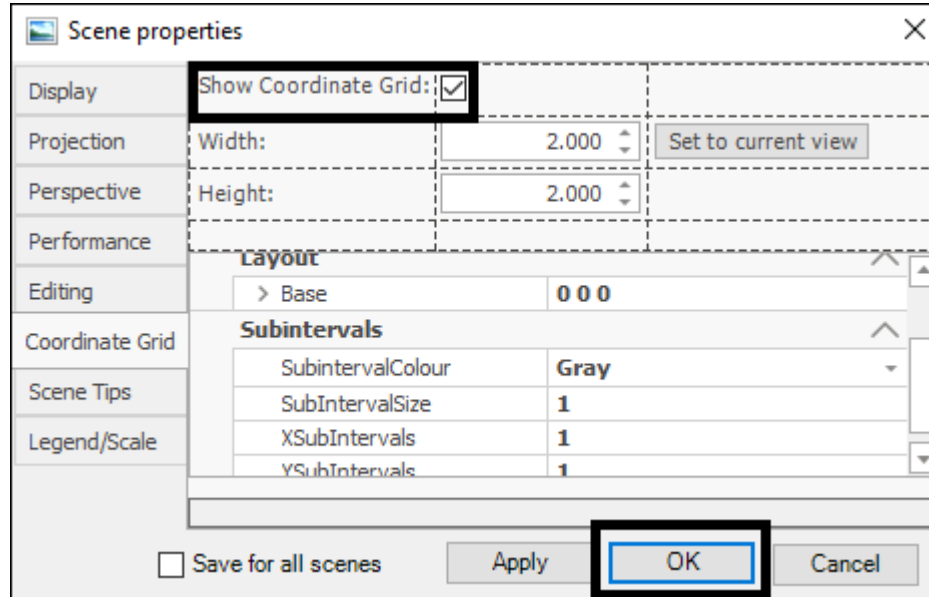 Scene properties
Display
Projection
Perspective
Performance
Editing
Coordinate Grid
Scene Tips
Legend/Scale
Show Coordinate Grid:
Width: 2.000 Set to current view
Height: 2.000
Layout
Base 0 0 0
Subintervals
SubintervalColour Gray
SubIntervalSize 1
XSubIntervals 1
YSubIntervals 1
Save for all scenes Apply OK Cancel